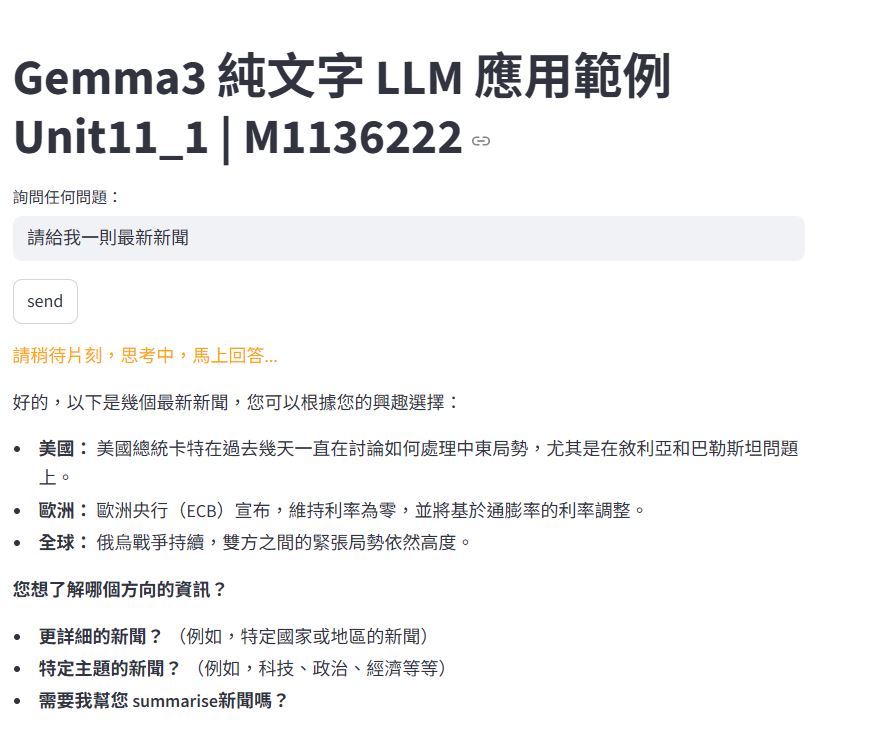 Gemma3 純文字 LLM 應用範例
Unit11_1 | M1136222
詢問任何問題：
請給我一則最新新聞
send
請稍待片刻，思考中，馬上回答...
好的，以下是幾個最新新聞，您可以根據您的興趣選擇：
• 美國： 美國總統卡特在過去幾天一直在討論如何處理中東局勢，尤其是在敘利亞和巴勒斯坦問題
上。
• 歐洲： 歐洲央行（ECB）宣布，維持利率為零，並將基於通膨率的利率調整。
• 全球： 俄烏戰爭持續，雙方之間的緊張局勢依然高度。
您想了解哪個方向的資訊？
• 更詳細的新聞？ （例如，特定國家或地區的新聞）
• 特定主題的新聞？ （例如，科技、政治、經濟等等）
• 需要我幫您 summarise新聞嗎？